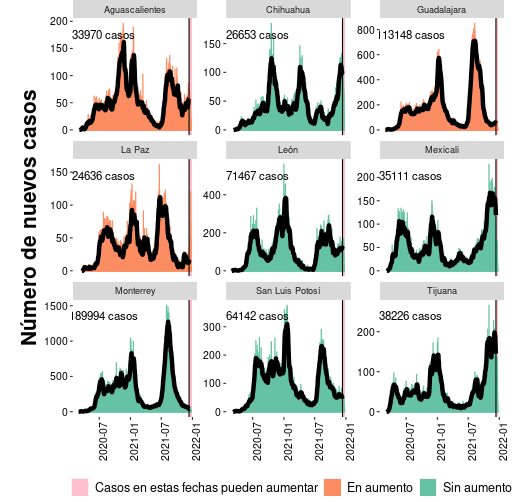 Número de nuevos casos
Aguascalientes
Chihuahua
Guadalajara
33970 casos
26653 casos
113148 casos
200
150
100
50
0
150
100
50
0
800
600
400
200
0
La Paz
León
Mexicali
24636 casos
71467 casos
35111 casos
150
100
50
0
400
200
0
200
150
100
50
0
Monterrey
San Luis Potosí
Tijuana
189994 casos
64142 casos
38226 casos
1500
1000
500
0
300
200
100
0
200
100
0
2020-07
2021-01
2021-07
2022-01
2020-07
2021-01
2021-07
2022-01
2020-07
2021-01
2021-07
2022-01
Casos en estas fechas pueden aumentar
En aumento
Sin aumento